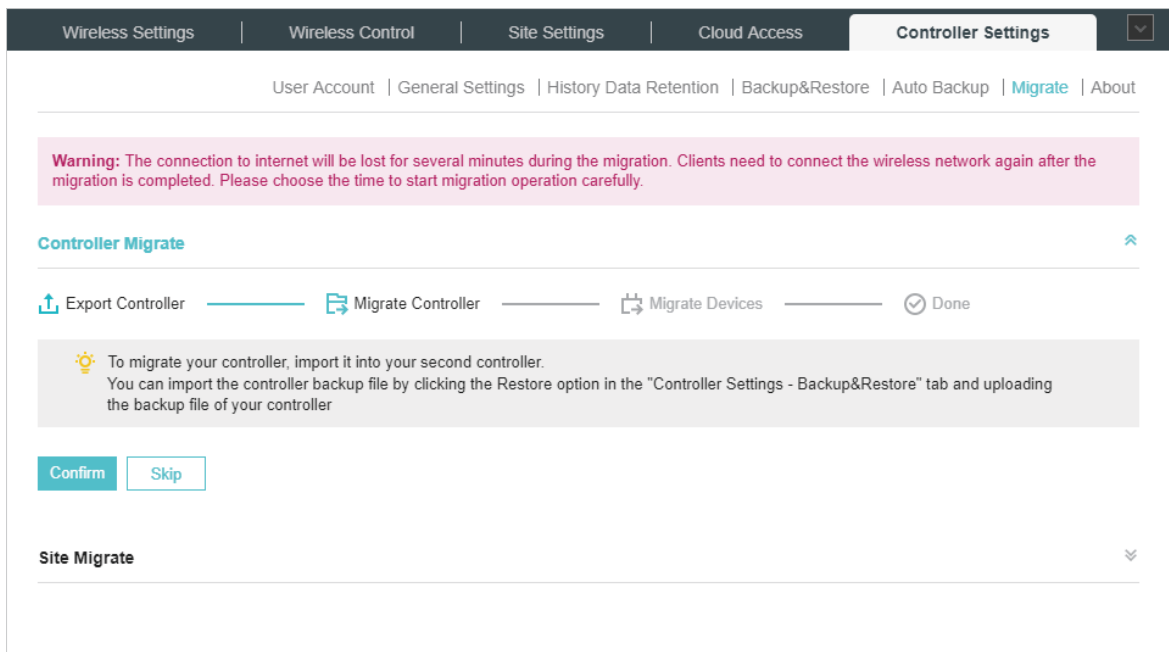 Wireless Settings | Wireless Control | Site Settings | Cloud Access Controller Settings
User Account | General Settings | History Data Retention | Backup&Restore | Auto Backup | Migrate | About
Warning: The connection to internet will be lost for several minutes during the migration. Clients need to connect the wireless network again after the
migration is completed. Please choose the time to start migration operation carefully.
Controller Migrate
Export Controller Migrate Controller Migrate Devices Done
To migrate your controller, import it into your second controller.
You can import the controller backup file by clicking the Restore option in the "Controller Settings - Backup&Restore" tab and uploading
the backup file of your controller
Confirm Skip
Site Migrate